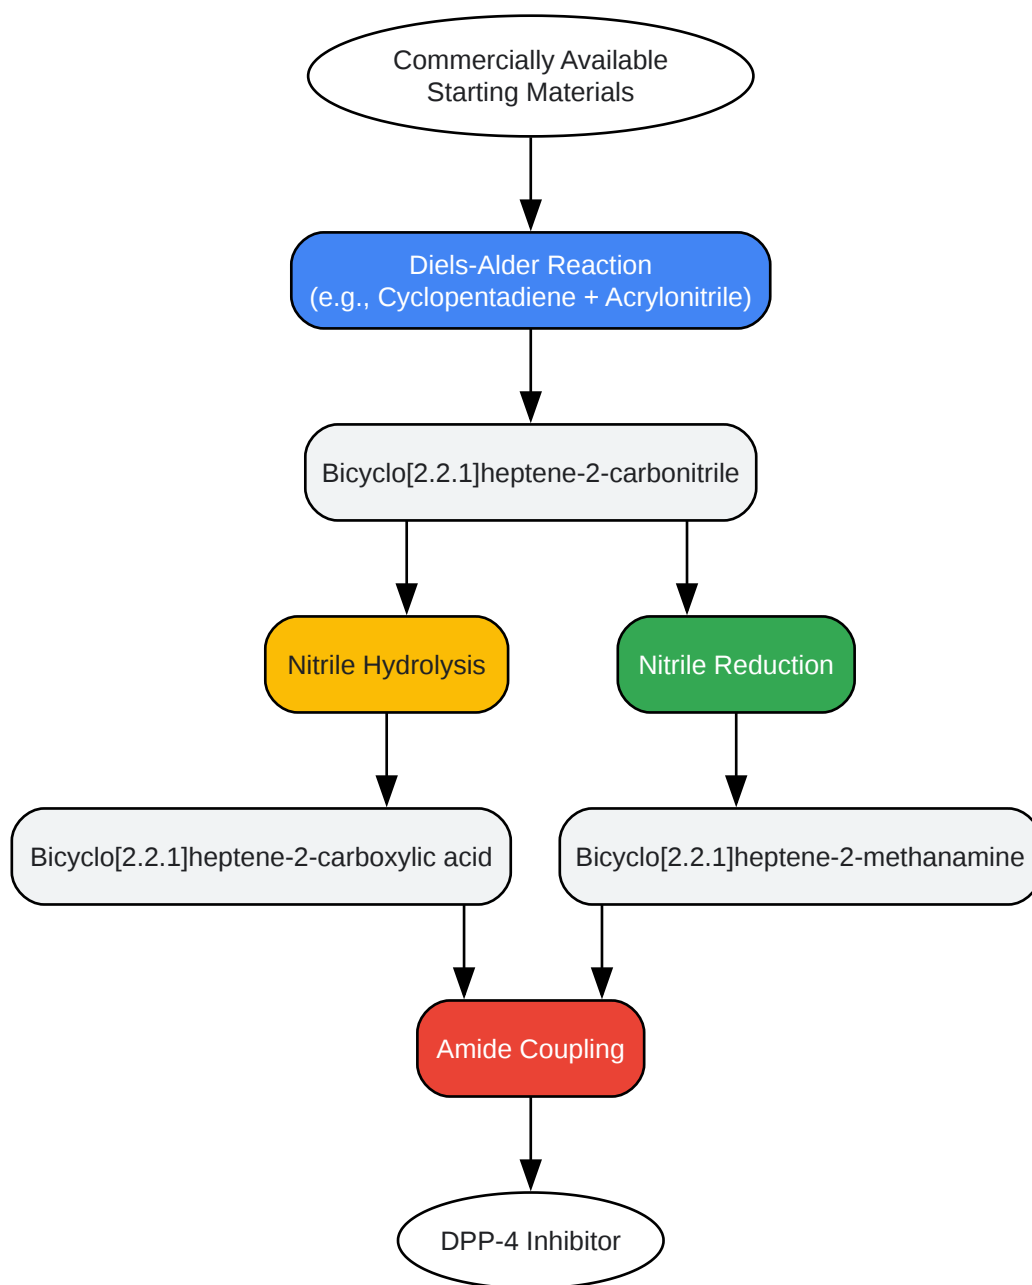 Commercially Available
Starting Materials
Diels-Alder Reaction
(e.g., Cyclopentadiene + Acrylonitrile)
Bicyclo[2.2.1]heptene-2-carbonitrile
Nitrile Hydrolysis
Nitrile Reduction
Bicyclo[2.2.1]heptene-2-carboxylic acid
Bicyclo[2.2.1]heptene-2-methanamine
Amide Coupling
DPP-4 Inhibitor